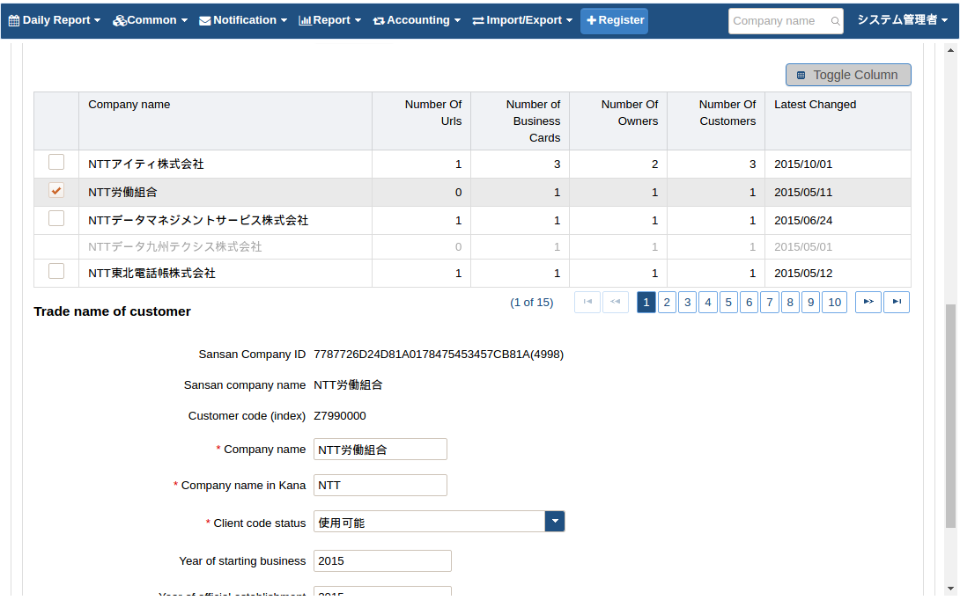 Daily Report Common Notification Report Accounting Import/Export Register Company name システム管理者
Toggle Column
Company name Number Of Urls Number of Business Cards Number Of Owners Number Of Customers Latest Changed
NTTアイティ株式会社 1 3 2 3 2015/10/01
NTT労働組合 0 1 1 1 2015/05/11
NTTデータマネジメントサービス株式会社 1 1 1 1 2015/06/24
NTTデータ九州テクシス株式会社 0 1 1 1 2015/05/01
NTT東北電話帳株式会社 1 1 1 1 2015/05/12
(1 of 15) 1 2 3 4 5 6 7 8 9 10
Trade name of customer
Sansan Company ID 7787726D24D81A0178475453457CB81A(4998)
Sansan company name NTT労働組合
Customer code (index) Z7990000
* Company name NTT労働組合
* Company name in Kana NTT
* Client code status 使用可能
Year of starting business 2015
Year of official establishment 2015